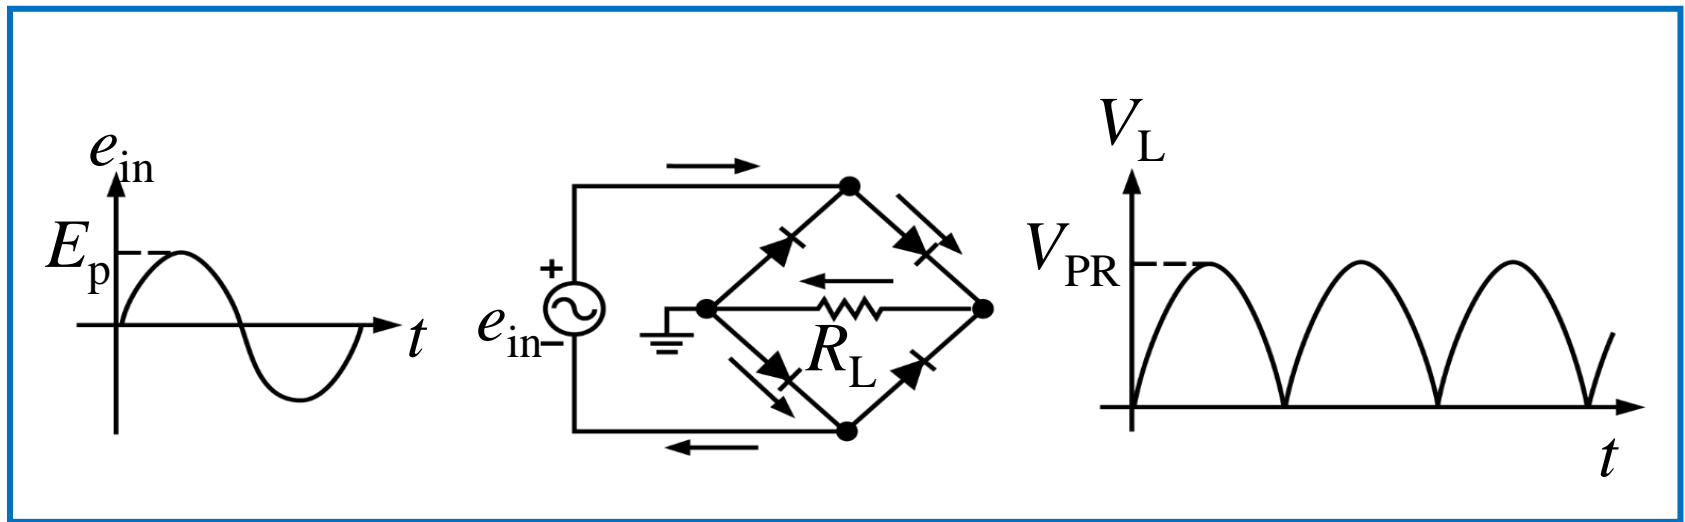 e_in
E_p
t
+
e_in
−
R_L
V_L
V_PR
t